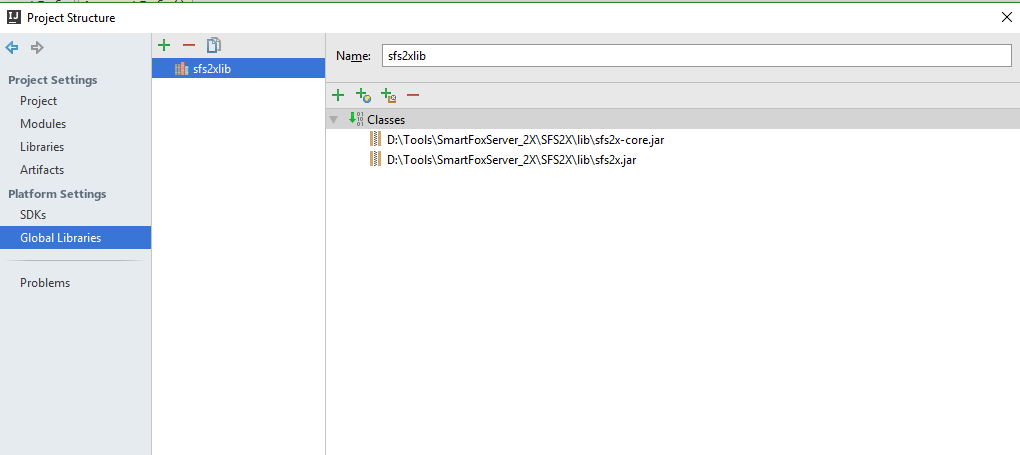 Project Structure
Project Settings
Project
Modules
Libraries
Artifacts
Platform Settings
SDKs
Global Libraries
Problems
sfs2xlib
Name: sfs2xlib
Classes
D:\Tools\SmartFoxServer_2X\SFS2X\lib\sfs2x-core.jar
D:\Tools\SmartFoxServer_2X\SFS2X\lib\sfs2x.jar